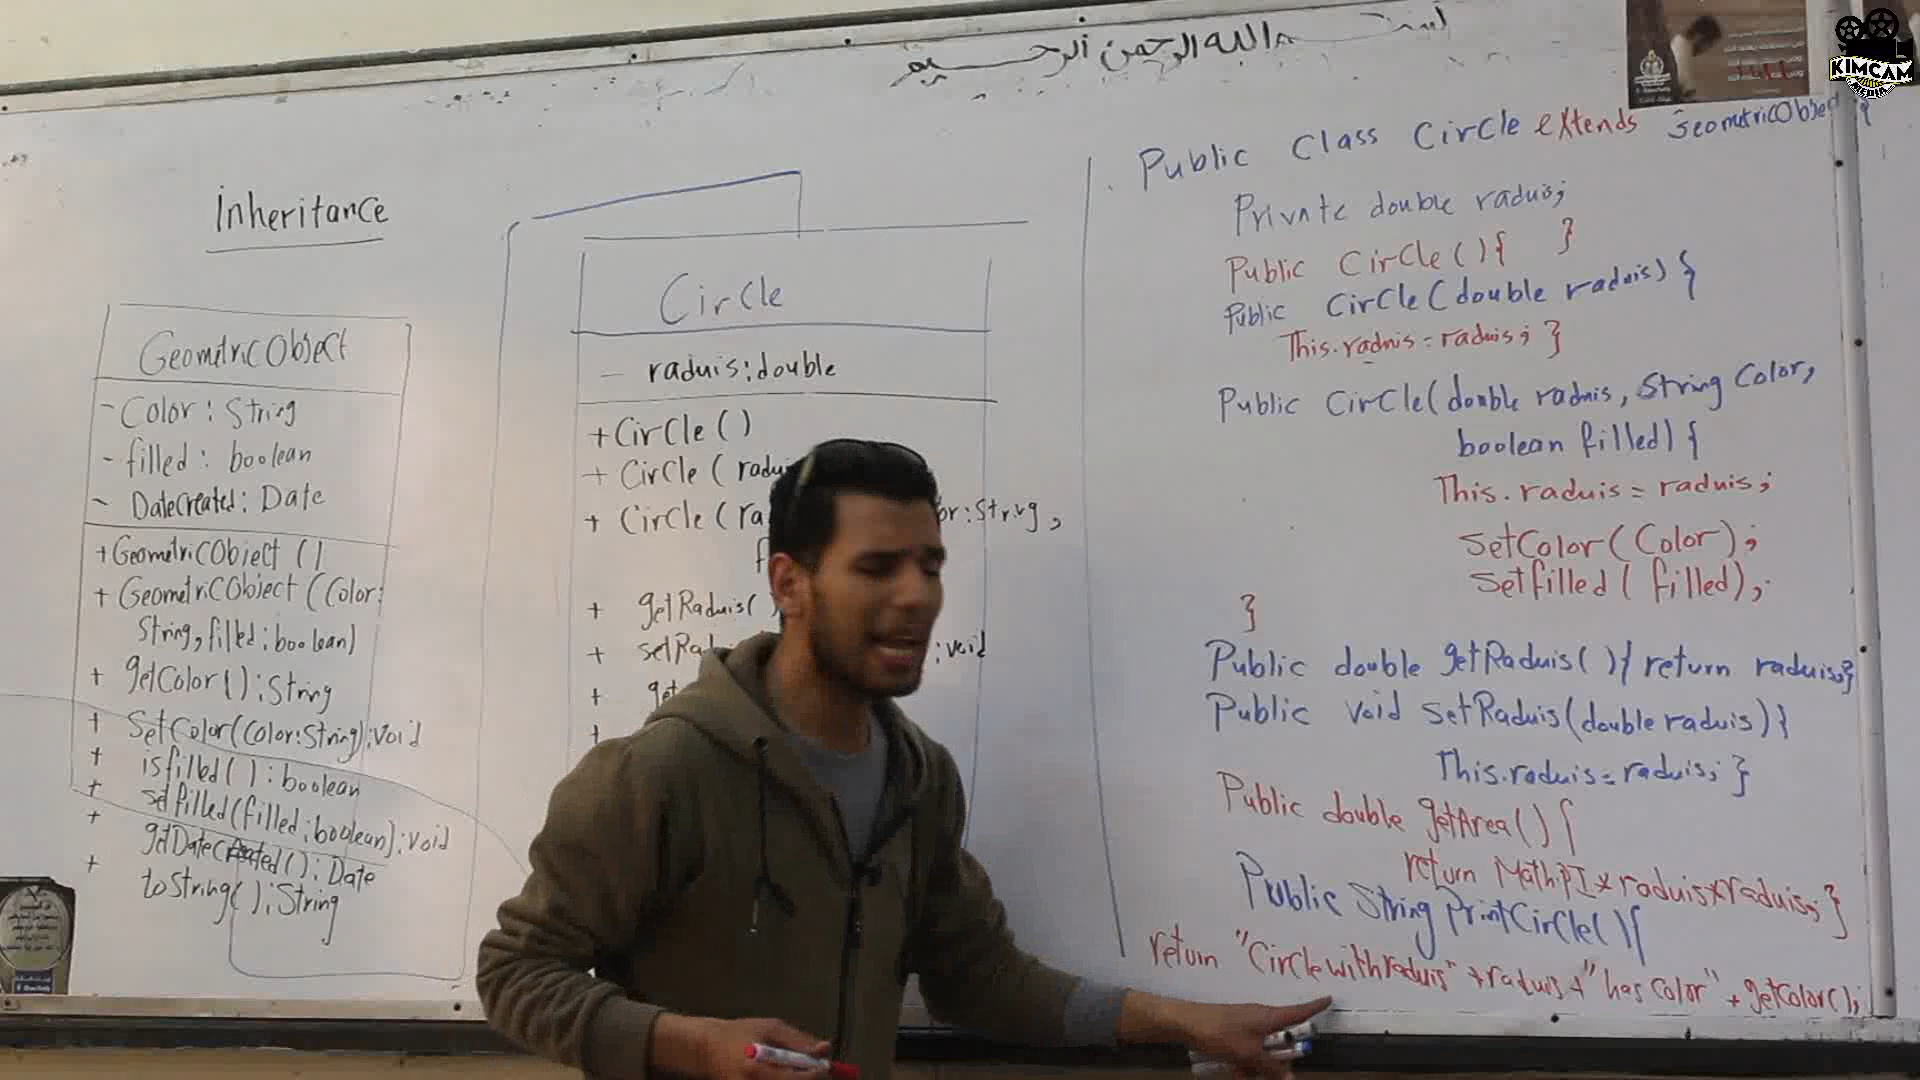 بسم الله الرحمن الرحيم
KIMCAM
MEDIA
Inheritance
GeometricObject
- Color : String
- filled : boolean
- Datecreated : Date
+GeometricObject ()
+ GeometricObject (Color:
String, filled : boolean)
+ getColor() : String
+ SetColor(Color:String) : void
+ isfilled( ) : boolean
+ setfilled(filled : boolean) : void
+ getDateCreated( ) : Date
+ toString( ) : String
Circle
- raduis : double
+Circle ()
+ Circle (
+ Circle ( :String,
+ getRaduis(
+ : void
+
+
Public Class Circle extends GeometricObject {
Private double raduis;
Public Circle ( ) { }
Public Circle (double raduis) {
This.raduis = raduis; }
Public Circle(double raduis, String Color,
boolean filled) {
This.raduis = raduis;
SetColor (Color);
Setfilled ( filled);
}
Public double getRaduis( ){ return raduis;}
Public void SetRaduis(double raduis) {
This.raduis = raduis; }
Public double getArea( ) {
return Math.PI * raduis * raduis; }
Public String PrintCircle( ) {
return "Circle with raduis" + raduis + "has Color" + getColor();